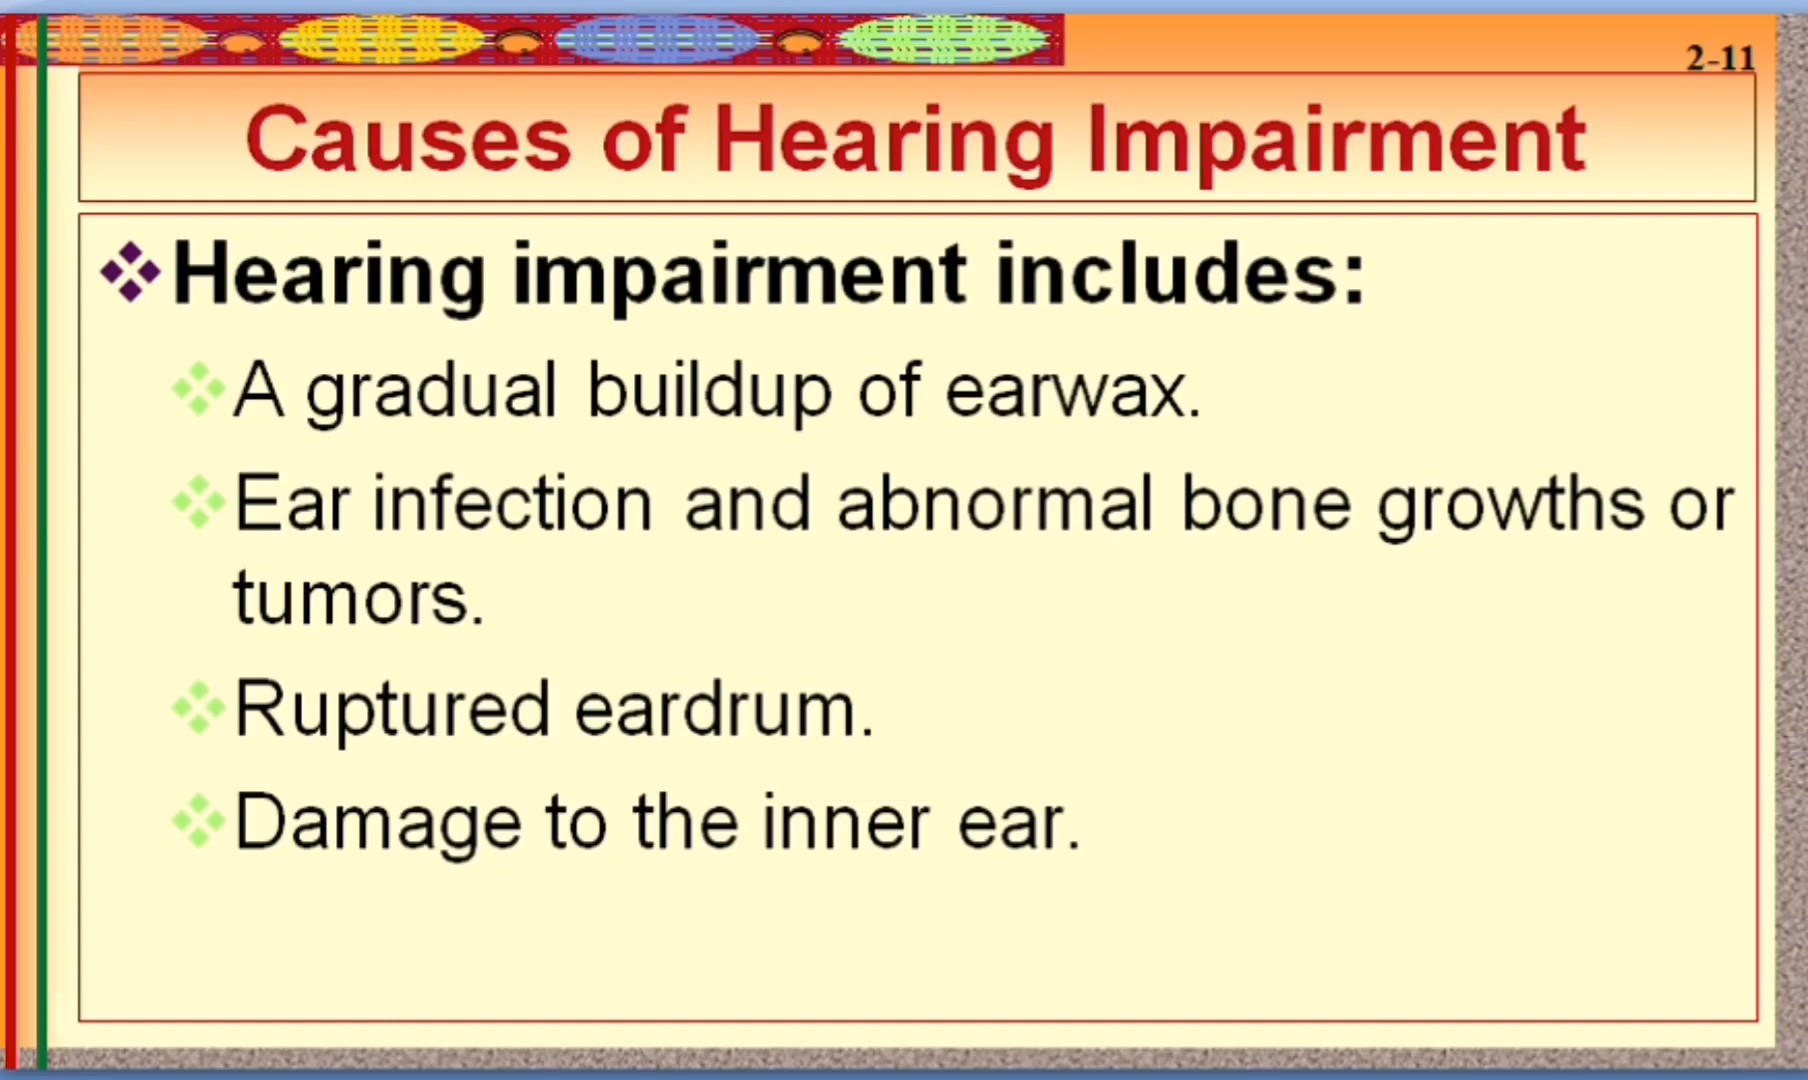 2-11
Causes of Hearing Impairment
Hearing impairment includes:
A gradual buildup of earwax.
Ear infection and abnormal bone growths or
tumors.
Ruptured eardrum.
Damage to the inner ear.